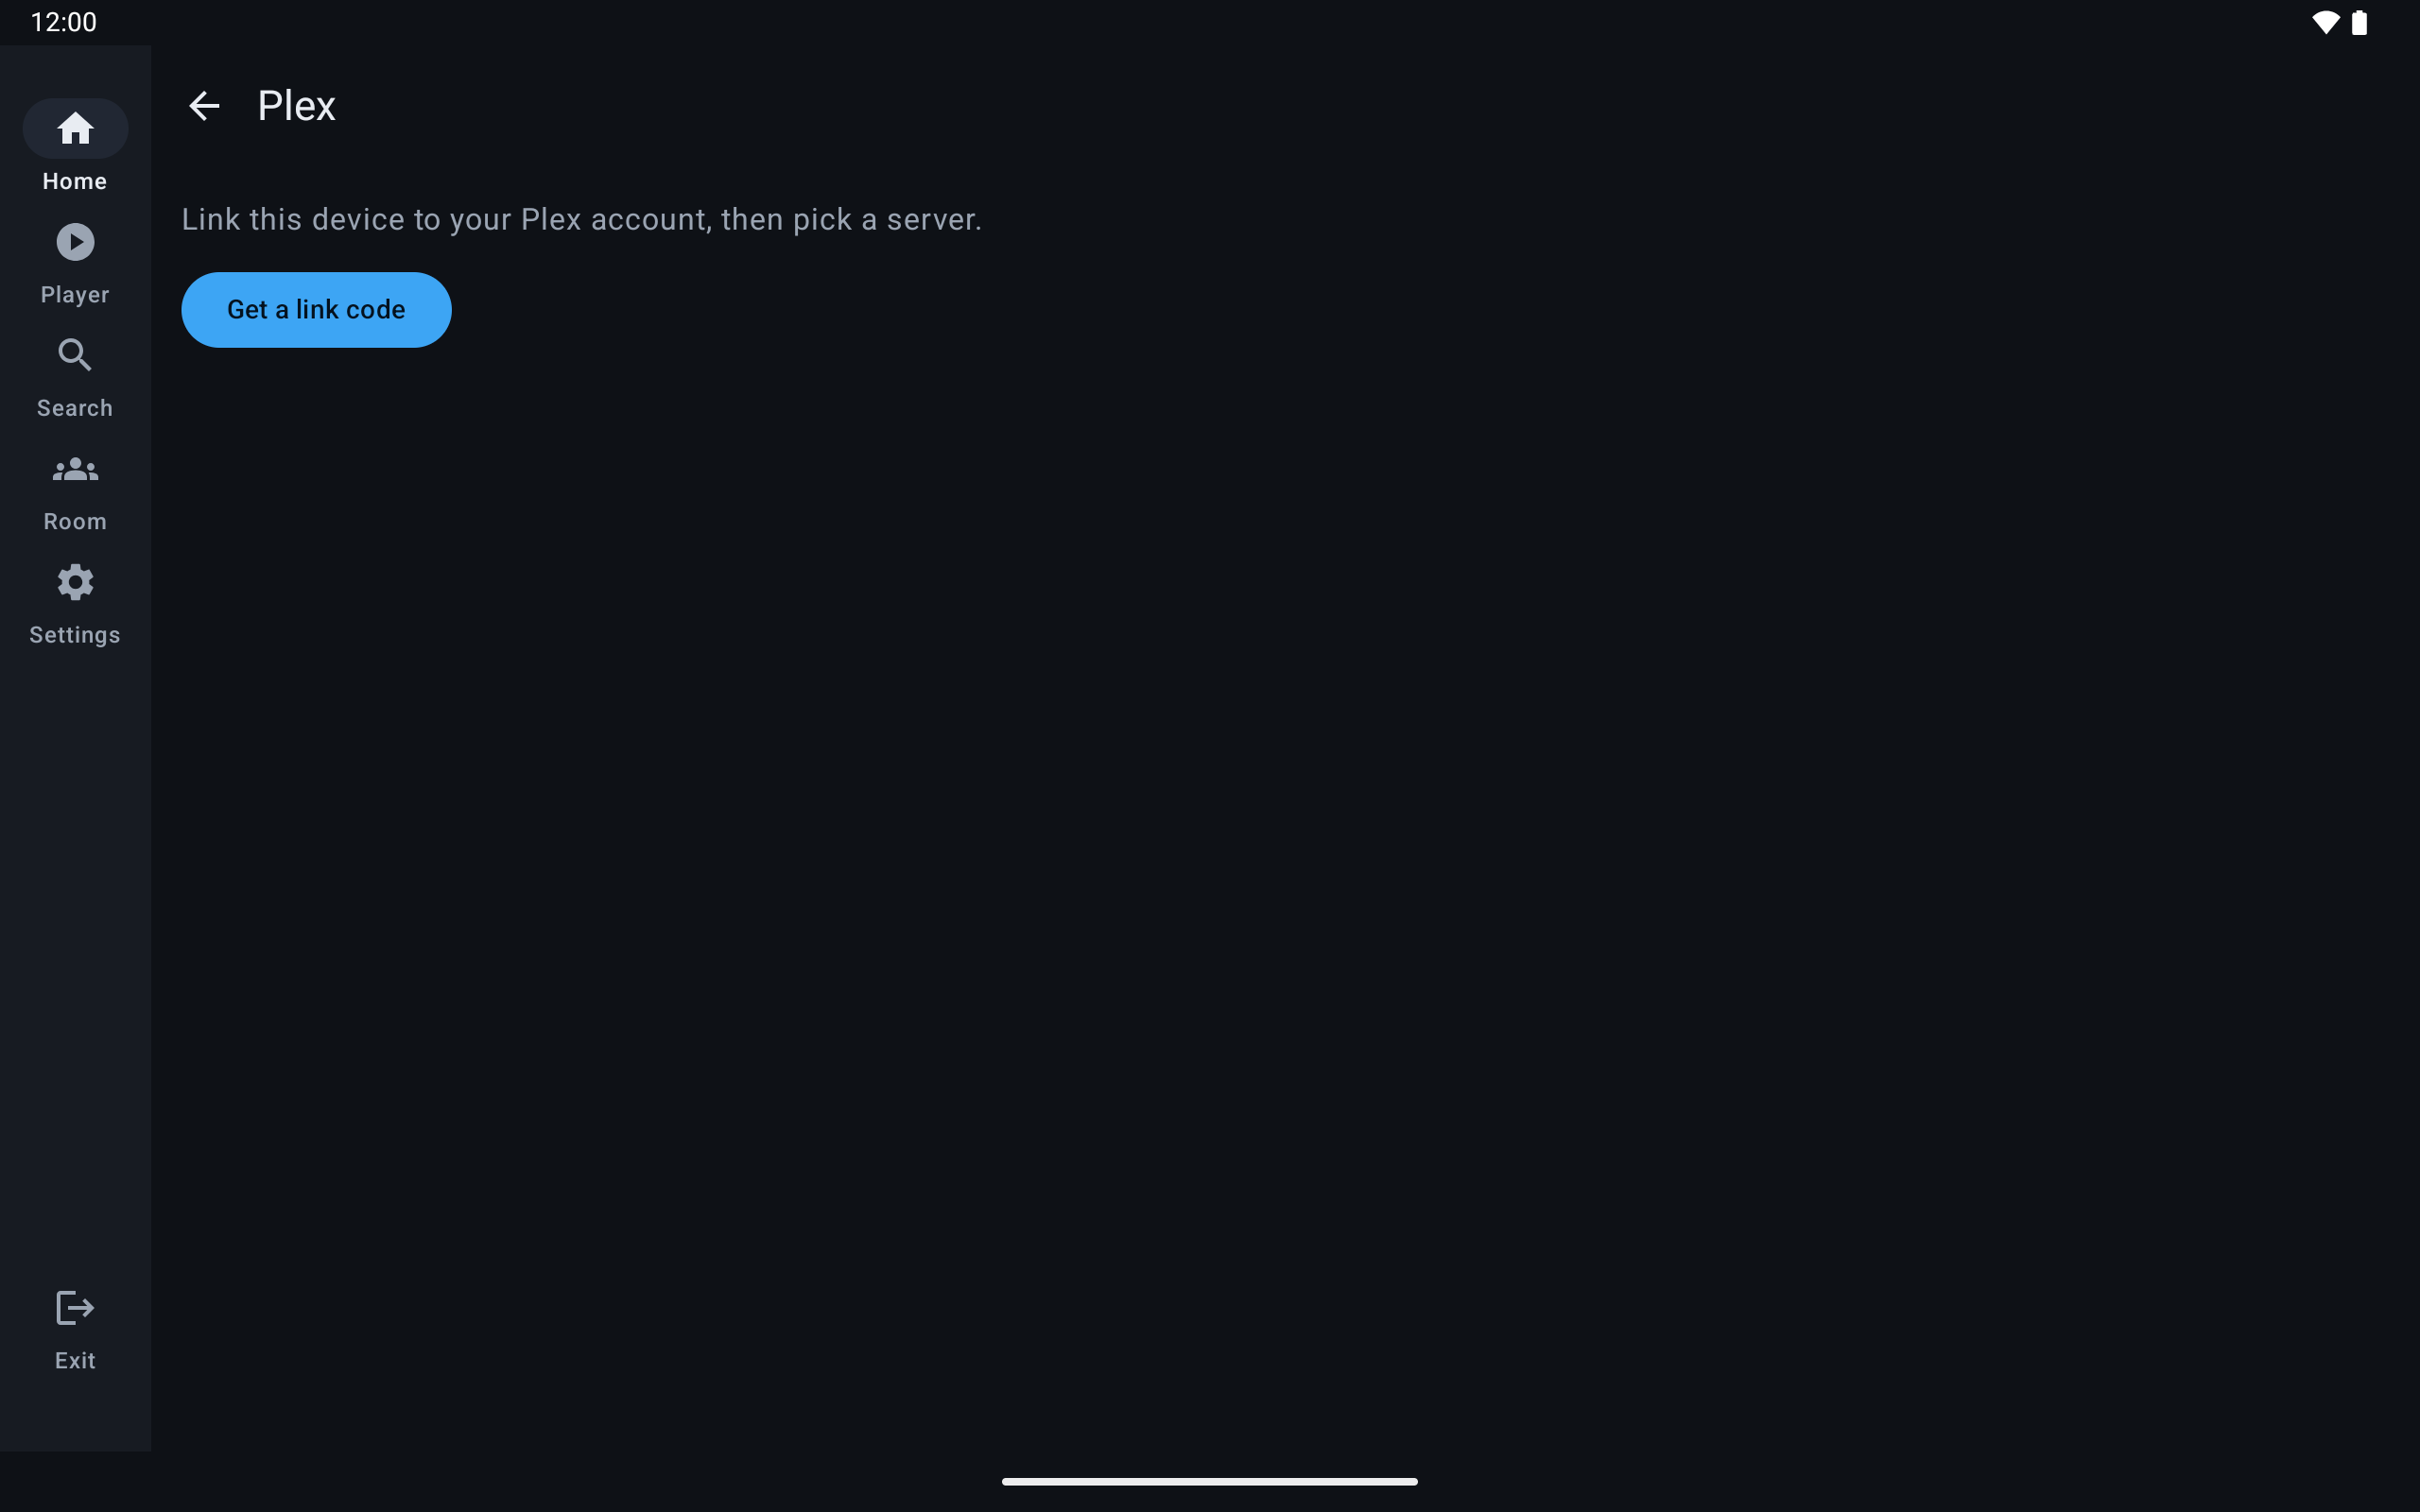 12:00
Plex
Home
Link this device to your Plex account, then pick a server.
Get a link code
Player
Search
Room
Settings
Exit